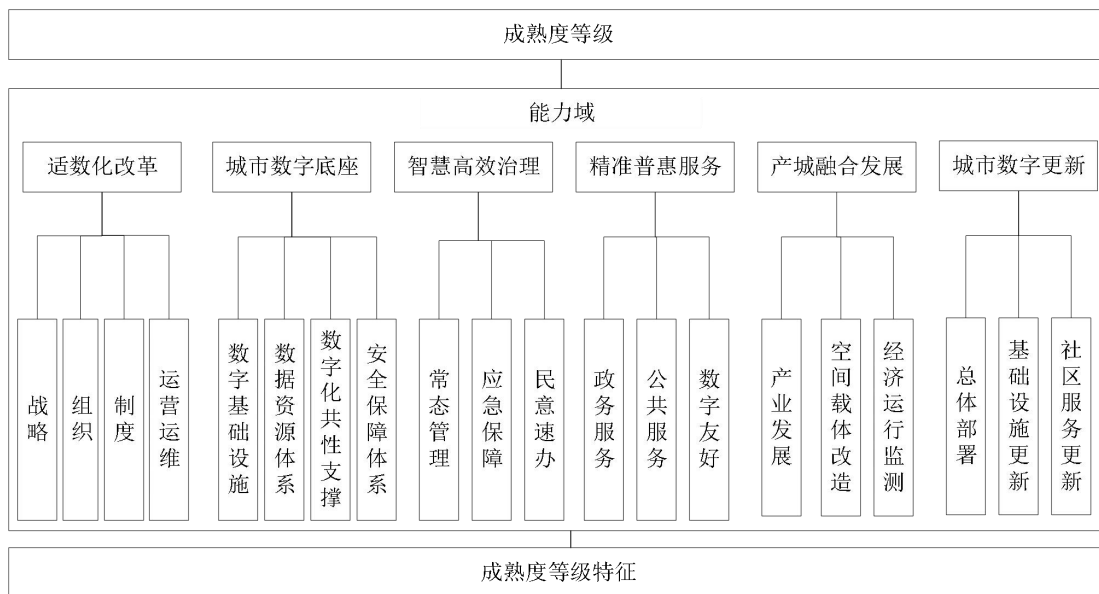 成熟度等级
能力域
适数化改革
城市数字底座
智慧高效治理
精准普惠服务
产城融合发展
城市数字更新
战略
组织
制度
运营运维
数字基础设施
数据资源体系
数字化共性支撑
安全保障体系
常态管理
应急保障
民意速办
政务服务
公共服务
数字友好
产业发展
空间载体改造
经济运行监测
总体部署
基础设施更新
社区服务更新
成熟度等级特征